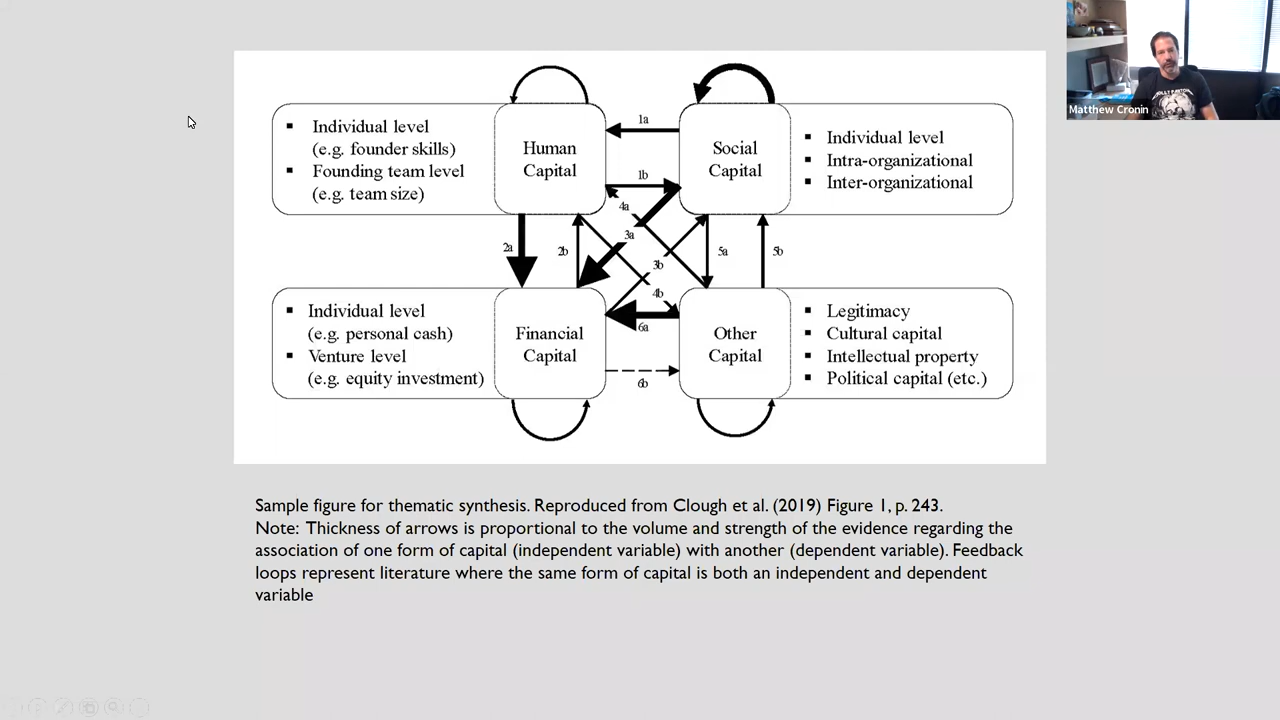 Matthew Cronin
▪ Individual level
(e.g. founder skills)
▪ Founding team level
(e.g. team size)
Human
Capital
1a
1b
Social
Capital
▪ Individual level
▪ Intra-organizational
▪ Inter-organizational
4a
2a
2b
3a
3b
5a
5b
4b
▪ Individual level
(e.g. personal cash)
▪ Venture level
(e.g. equity investment)
Financial
Capital
6a
6b
Other
Capital
▪ Legitimacy
▪ Cultural capital
▪ Intellectual property
▪ Political capital (etc.)
Sample figure for thematic synthesis. Reproduced from Clough et al. (2019) Figure 1, p. 243.
Note: Thickness of arrows is proportional to the volume and strength of the evidence regarding the
association of one form of capital (independent variable) with another (dependent variable). Feedback
loops represent literature where the same form of capital is both an independent and dependent
variable